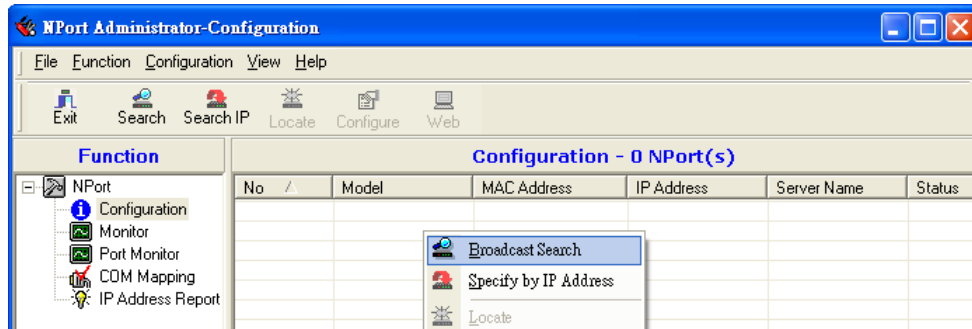 NPort Administrator-Configuration
File Function Configuration View Help
Exit Search Search IP Locate Configure Web
Function
Configuration - 0 NPort(s)
NPort
Configuration
Monitor
Port Monitor
COM Mapping
IP Address Report
No Model MAC Address IP Address Server Name Status
Broadcast Search
Specify by IP Address
Locate